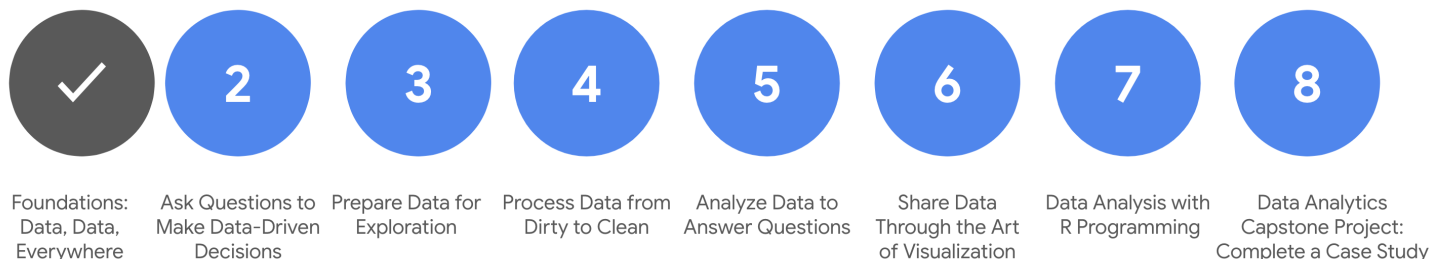 2
3
4
5
6
7
8
Foundations:
Data, Data,
Everywhere
Ask Questions to
Make Data-Driven
Decisions
Prepare Data for
Exploration
Process Data from
Dirty to Clean
Analyze Data to
Answer Questions
Share Data
Through the Art
of Visualization
Data Analysis with
R Programming
Data Analytics
Capstone Project:
Complete a Case Study